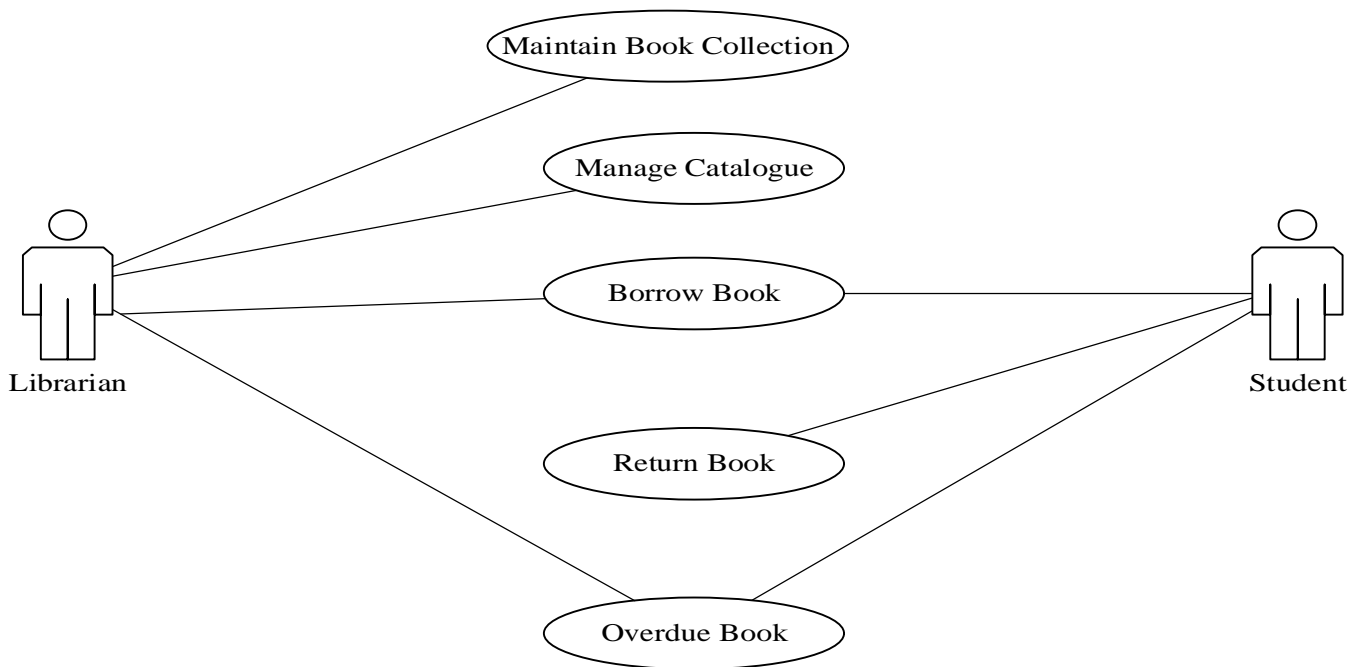 Maintain Book Collection
Manage Catalogue
Borrow Book
Librarian
Student
Return Book
Overdue Book